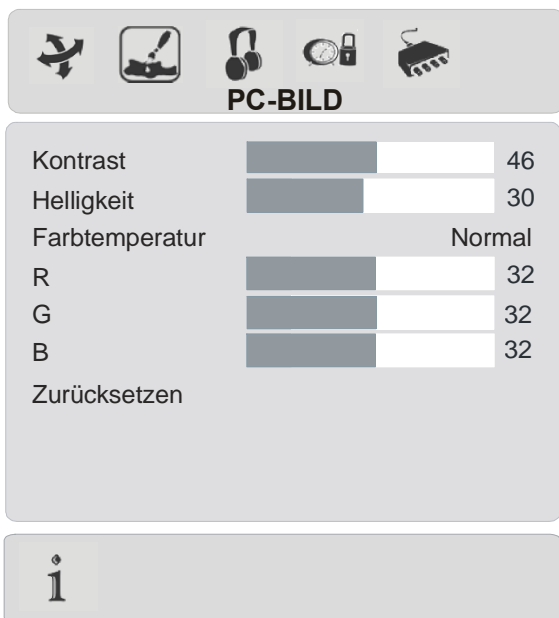 PC-BILD
Kontrast 46
Helligkeit 30
Farbtemperatur Normal
R 32
G 32
B 32
Zurücksetzen
i